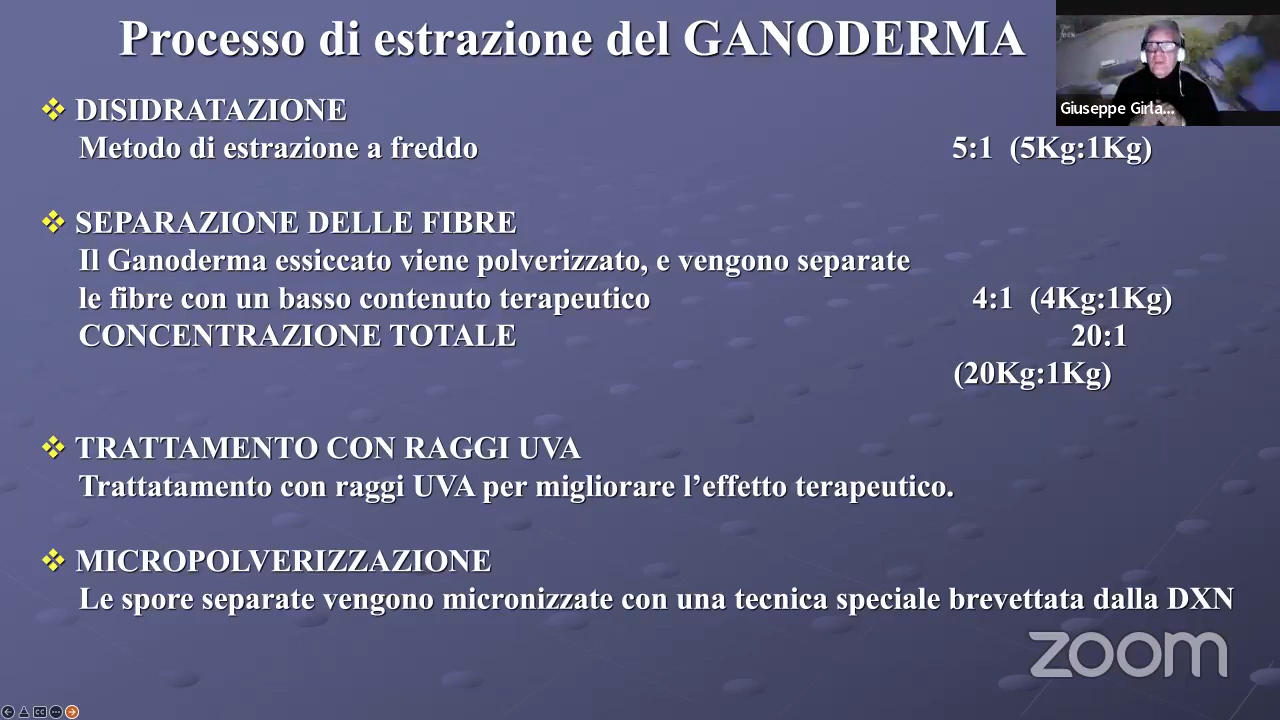 Processo di estrazione del GANODERMA
Giuseppe Girla...
DISIDRATAZIONE
Metodo di estrazione a freddo 5:1 (5Kg:1Kg)
SEPARAZIONE DELLE FIBRE
Il Ganoderma essiccato viene polverizzato, e vengono separate
le fibre con un basso contenuto terapeutico 4:1 (4Kg:1Kg)
CONCENTRAZIONE TOTALE 20:1
(20Kg:1Kg)
TRATTAMENTO CON RAGGI UVA
Trattatamento con raggi UVA per migliorare l’effetto terapeutico.
MICROPOLVERIZZAZIONE
Le spore separate vengono micronizzate con una tecnica speciale brevettata dalla DXN
zoom